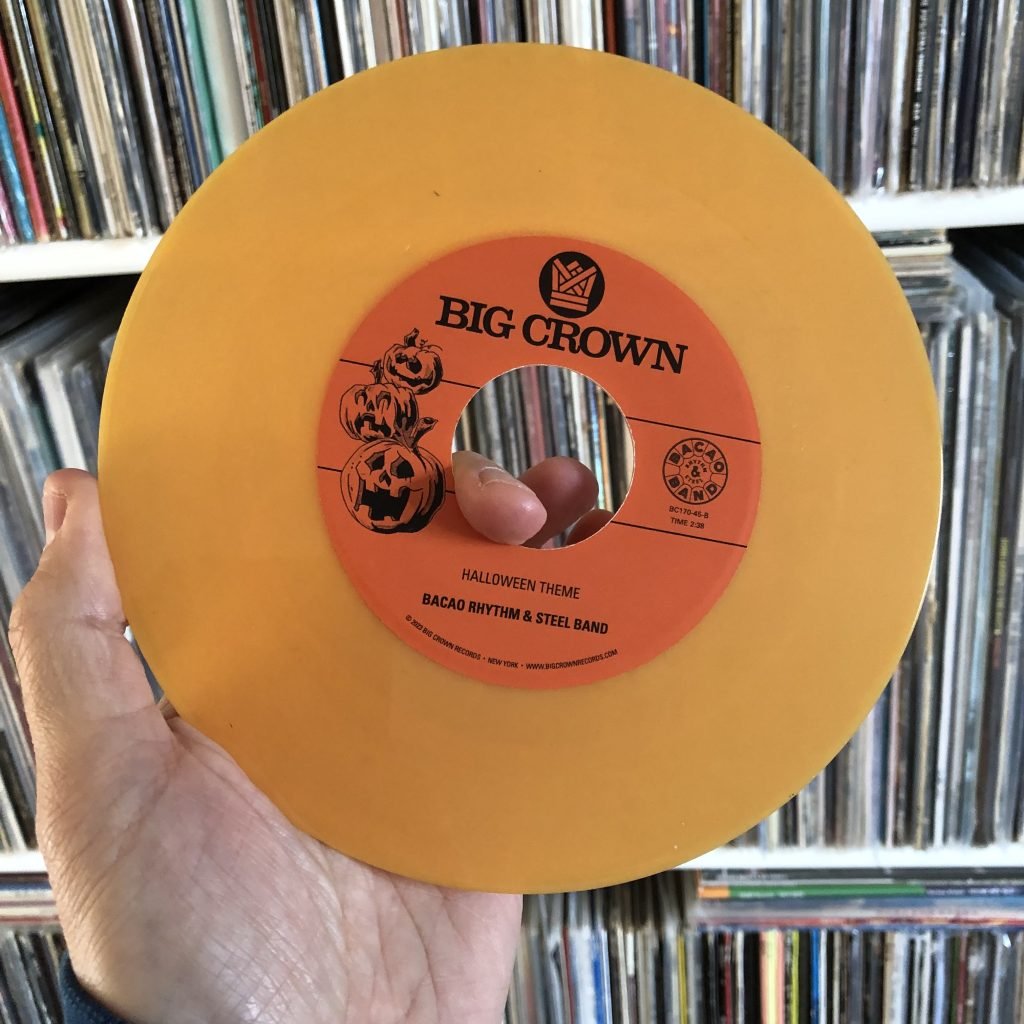 BIG CROWN
BACAO
RHYTHM
&
STEEL
BAND
BC170-45-B
TIME 2:38
HALLOWEEN THEME
BACAO RHYTHM & STEEL BAND
© 2023 BIG CROWN RECORDS • NEW YORK • WWW.BIGCROWNRECORDS.COM